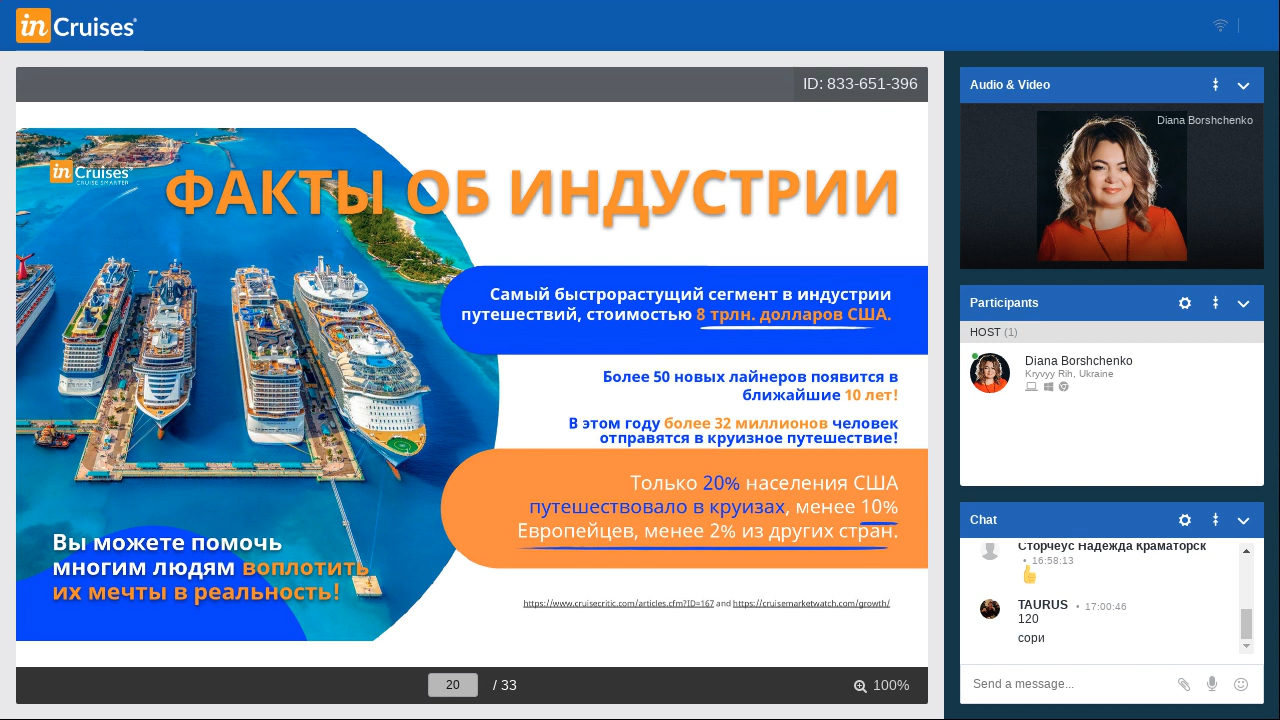 in Cruises
ID: 833-651-396
in Cruises
CRUISE SMARTER
ФАКТЫ ОБ ИНДУСТРИИ
Самый быстрорастущий сегмент в индустрии
путешествий, стоимостью 8 трлн. долларов США.
Более 50 новых лайнеров появится в
ближайшие 10 лет!
В этом году более 32 миллионов человек
отправятся в круизное путешествие!
Только 20% населения США
путешествовало в круизах, менее 10%
Европейцев, менее 2% из других стран.
Вы можете помочь
многим людям воплотить
их мечты в реальность!
https://www.cruisecritic.com/articles.cfm?ID=167 and https://cruisemarketwatch.com/growth/
20 / 33
100%
Audio & Video
Diana Borshchenko
Participants
HOST (1)
Diana Borshchenko
Kryvyy Rih, Ukraine
Chat
Сторчеус Надежда Краматорск
• 16:58:13
TAURUS • 17:00:46
120
сори
Send a message...